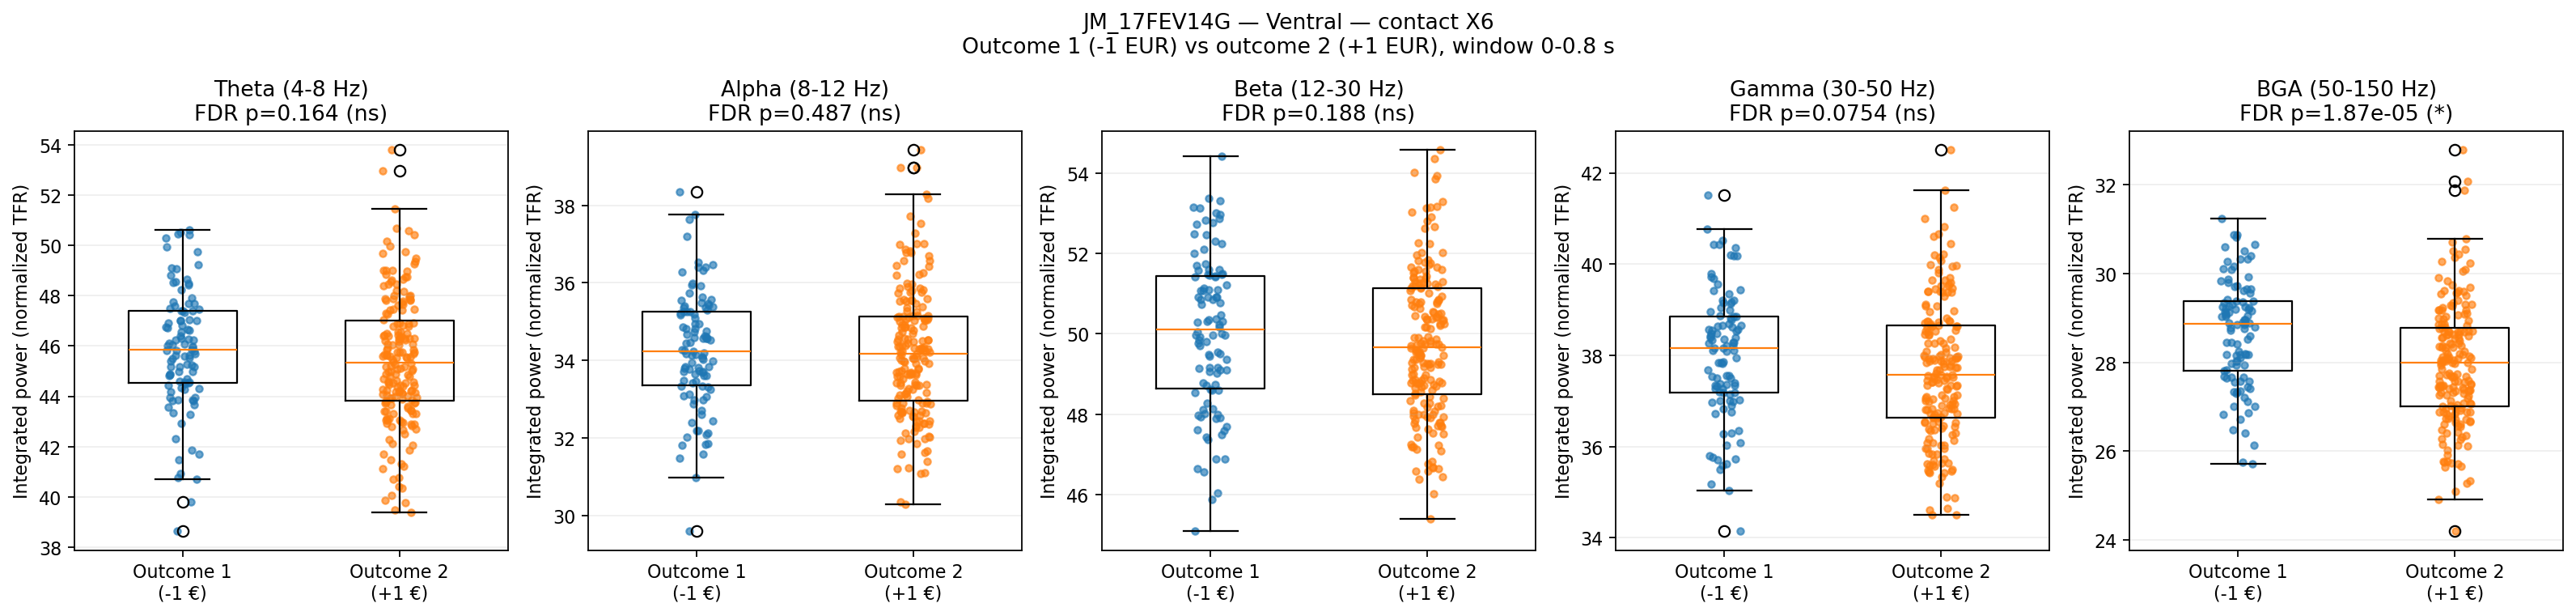 JM_17FEV14G — Ventral — contact X6
Outcome 1 (-1 EUR) vs outcome 2 (+1 EUR), window 0-0.8 s
Theta (4-8 Hz)
FDR p=0.164 (ns)
Integrated power (normalized TFR)
54
52
50
48
46
44
42
40
38
Outcome 1
(-1 €)
Outcome 2
(+1 €)
Alpha (8-12 Hz)
FDR p=0.487 (ns)
Integrated power (normalized TFR)
38
36
34
32
30
Outcome 1
(-1 €)
Outcome 2
(+1 €)
Beta (12-30 Hz)
FDR p=0.188 (ns)
Integrated power (normalized TFR)
54
52
50
48
46
Outcome 1
(-1 €)
Outcome 2
(+1 €)
Gamma (30-50 Hz)
FDR p=0.0754 (ns)
Integrated power (normalized TFR)
42
40
38
36
34
Outcome 1
(-1 €)
Outcome 2
(+1 €)
BGA (50-150 Hz)
FDR p=1.87e-05 (*)
Integrated power (normalized TFR)
32
30
28
26
24
Outcome 1
(-1 €)
Outcome 2
(+1 €)